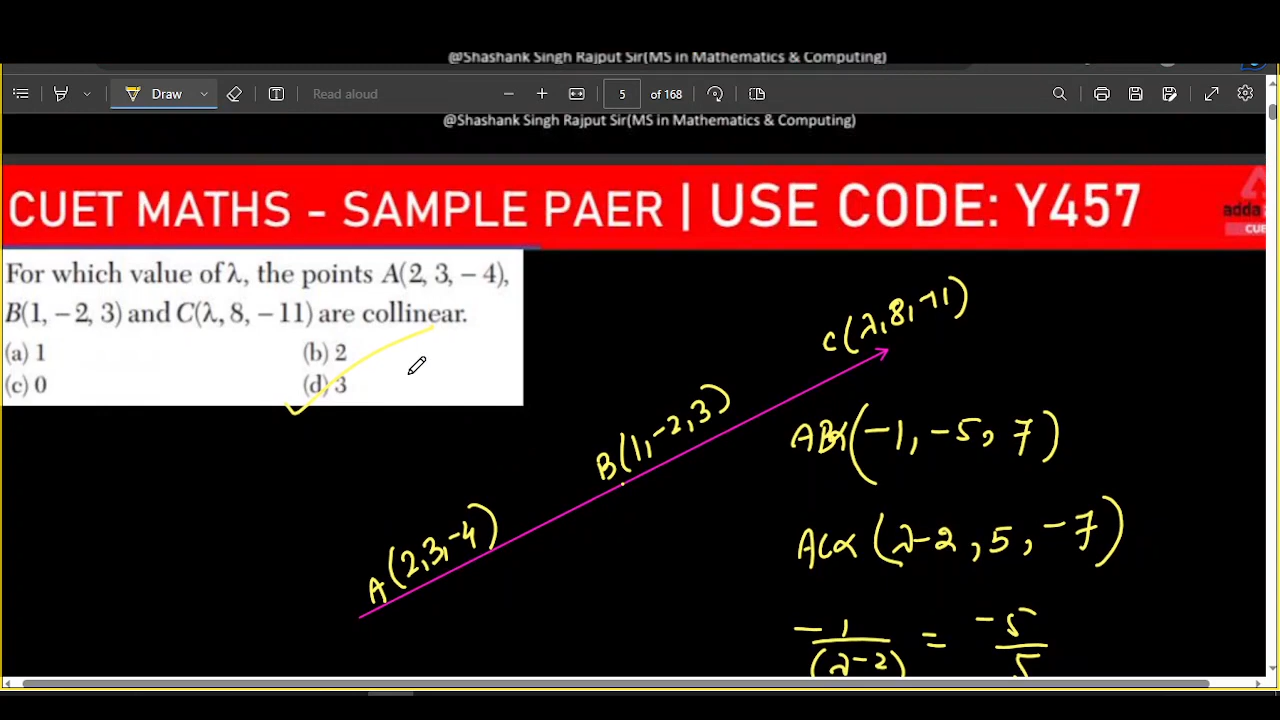 @Shashank Singh Rajput Sir(MS in Mathematics & Computing)
Draw
Read aloud
5
of 168
@Shashank Singh Rajput Sir(MS in Mathematics & Computing)
CUET MATHS - SAMPLE PAER | USE CODE: Y457
adda
CUE
For which value of λ, the points A(2, 3, – 4),
B(1, – 2, 3) and C(λ, 8, – 11) are collinear.
(a) 1 (b) 2
(c) 0 (d) 3
C(λ, 8, -11)
B(1, -2, 3)
A(2, 3, -4)
(-1, -5, 7)
AC∝ (λ-2, 5, -7)
-1/(λ-2) = -5/5